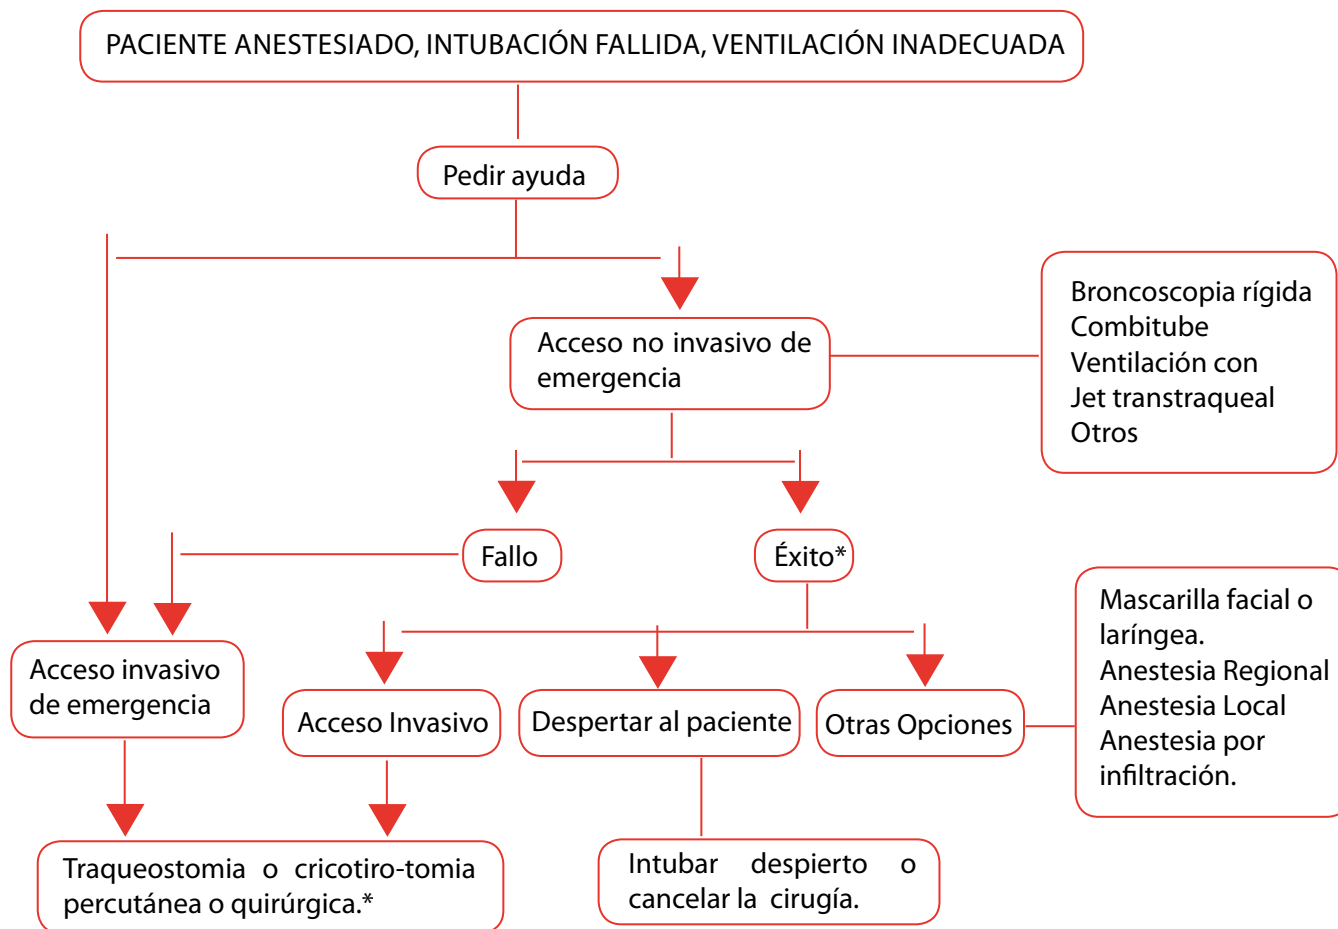 PACIENTE ANESTESIADO, INTUBACIÓN FALLIDA, VENTILACIÓN INADECUADA
Pedir ayuda
Acceso no invasivo de
emergencia
Broncoscopia rígida
Combitube
Ventilación con
Jet transtraqueal
Otros
Fallo
Éxito*
Mascarilla facial o
laríngea.
Anestesia Regional
Anestesia Local
Anestesia por
infiltración.
Acceso invasivo
de emergencia
Acceso Invasivo
Despertar al paciente
Otras Opciones
Traqueostomia o cricotiro-tomia
percutánea o quirúrgica.*
Intubar despierto o
cancelar la cirugía.